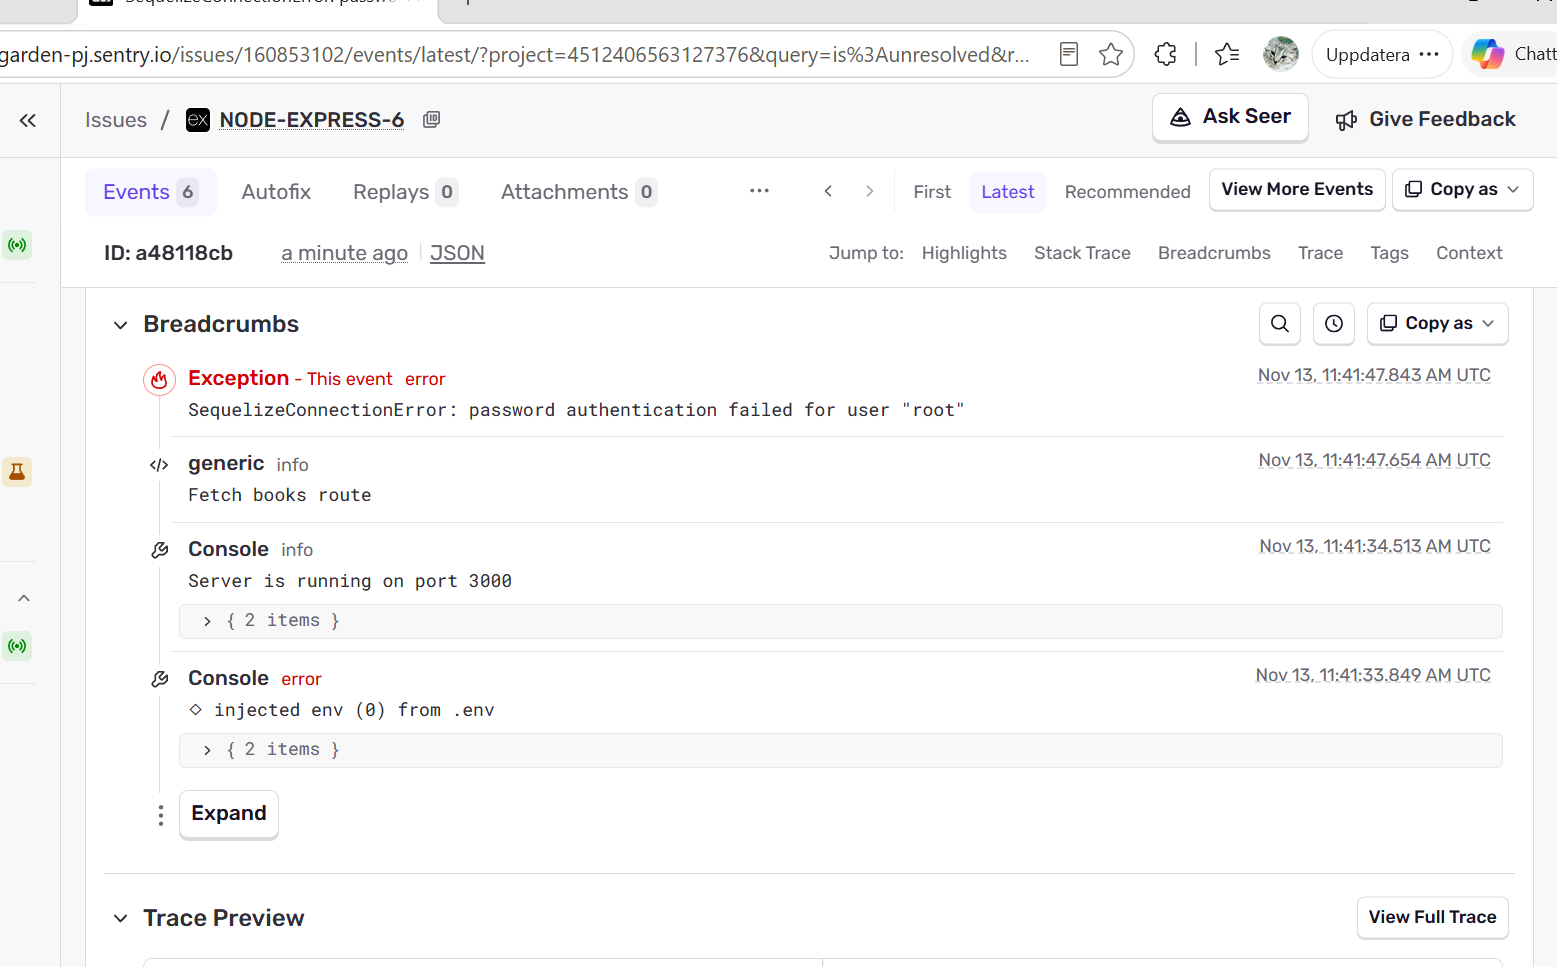 garden-pj.sentry.io/issues/160853102/events/latest/?project=4512406563127376&query=is%3Aunresolved&r...
Uppdatera ···
Chatt
Issues / ex NODE-EXPRESS-6
Ask Seer
Give Feedback
Events 6 Autofix Replays 0 Attachments 0 ··· First Latest Recommended View More Events Copy as
ID: a48118cb a minute ago JSON Jump to: Highlights Stack Trace Breadcrumbs Trace Tags Context
Breadcrumbs Copy as
Exception - This event error Nov 13, 11:41:47.843 AM UTC
SequelizeConnectionError: password authentication failed for user "root"
generic info Nov 13, 11:41:47.654 AM UTC
Fetch books route
Console info Nov 13, 11:41:34.513 AM UTC
Server is running on port 3000
{ 2 items }
Console error Nov 13, 11:41:33.849 AM UTC
◇ injected env (0) from .env
{ 2 items }
Expand
Trace Preview View Full Trace